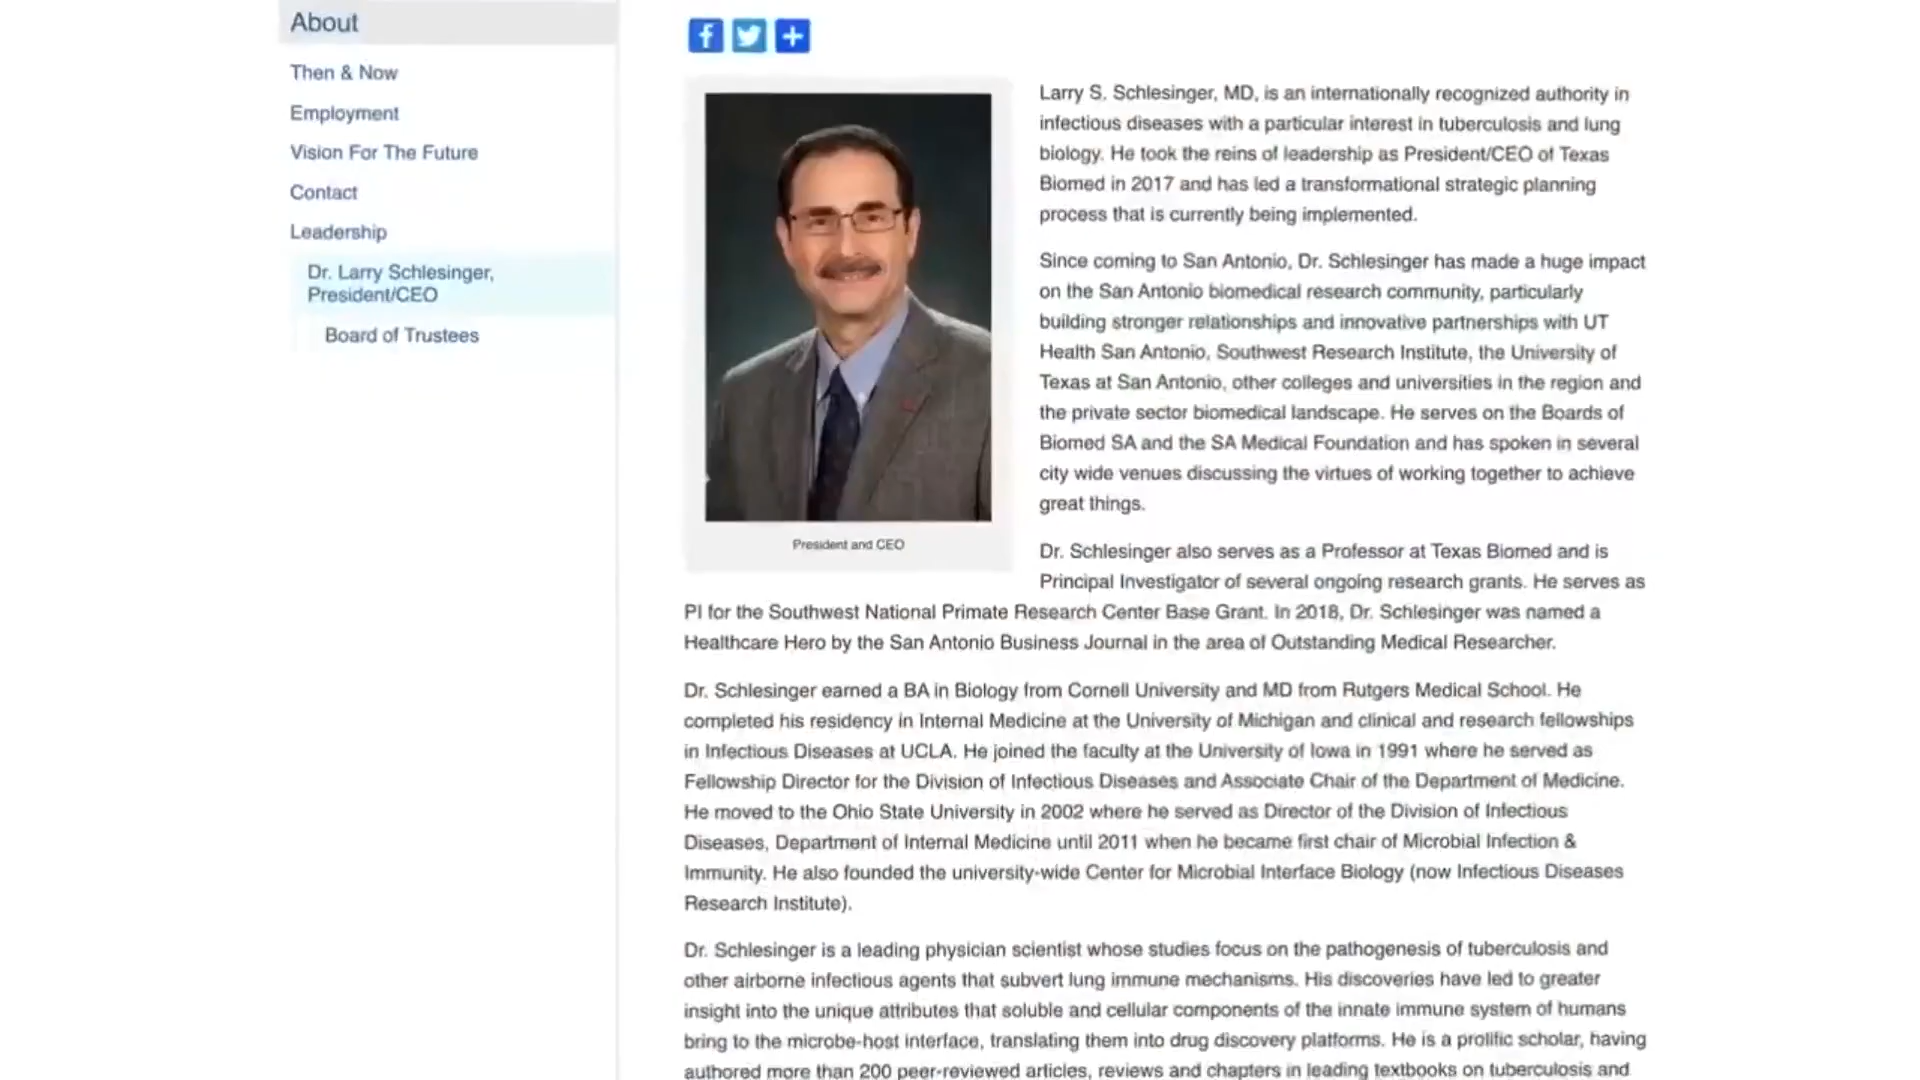 About
Then & Now
Employment
Vision For The Future
Contact
Leadership
Dr. Larry Schlesinger,
President/CEO
Board of Trustees
President and CEO
Larry S. Schlesinger, MD, is an internationally recognized authority in
infectious diseases with a particular interest in tuberculosis and lung
biology. He took the reins of leadership as President/CEO of Texas
Biomed in 2017 and has led a transformational strategic planning
process that is currently being implemented.
Since coming to San Antonio, Dr. Schlesinger has made a huge impact
on the San Antonio biomedical research community, particularly
building stronger relationships and innovative partnerships with UT
Health San Antonio, Southwest Research Institute, the University of
Texas at San Antonio, other colleges and universities in the region and
the private sector biomedical landscape. He serves on the Boards of
Biomed SA and the SA Medical Foundation and has spoken in several
city wide venues discussing the virtues of working together to achieve
great things.
Dr. Schlesinger also serves as a Professor at Texas Biomed and is
Principal Investigator of several ongoing research grants. He serves as
PI for the Southwest National Primate Research Center Base Grant. In 2018, Dr. Schlesinger was named a
Healthcare Hero by the San Antonio Business Journal in the area of Outstanding Medical Researcher.
Dr. Schlesinger earned a BA in Biology from Cornell University and MD from Rutgers Medical School. He
completed his residency in Internal Medicine at the University of Michigan and clinical and research fellowships
in Infectious Diseases at UCLA. He joined the faculty at the University of Iowa in 1991 where he served as
Fellowship Director for the Division of Infectious Diseases and Associate Chair of the Department of Medicine.
He moved to the Ohio State University in 2002 where he served as Director of the Division of Infectious
Diseases, Department of Internal Medicine until 2011 when he became first chair of Microbial Infection &
Immunity. He also founded the university-wide Center for Microbial Interface Biology (now Infectious Diseases
Research Institute).
Dr. Schlesinger is a leading physician scientist whose studies focus on the pathogenesis of tuberculosis and
other airborne infectious agents that subvert lung immune mechanisms. His discoveries have led to greater
insight into the unique attributes that soluble and cellular components of the innate immune system of humans
bring to the microbe-host interface, translating them into drug discovery platforms. He is a prolific scholar, having
authored more than 200 peer-reviewed articles, reviews and chapters in leading textbooks on tuberculosis and